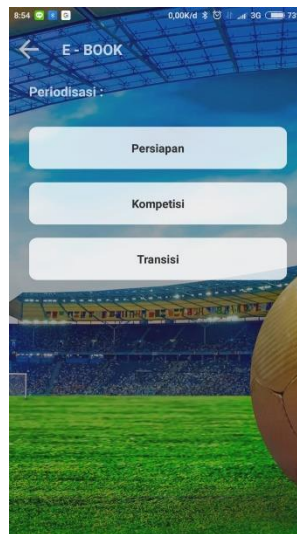 8:54 0,00K/d 3G 73
E - BOOK
Periodisasi :
Persiapan
Kompetisi
Transisi